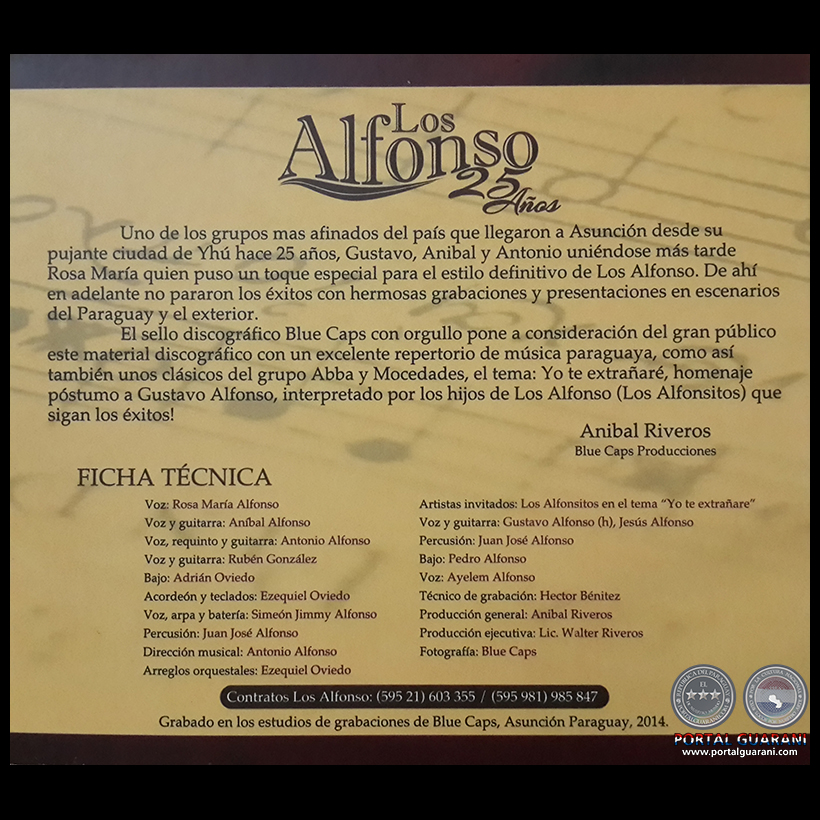 Los
Alfonso
25
Años
Uno de los grupos mas afinados del país que llegaron a Asunción desde su
pujante ciudad de Yhú hace 25 años, Gustavo, Anibal y Antonio uniéndose más tarde
Rosa María quien puso un toque especial para el estilo definitivo de Los Alfonso. De ahí
en adelante no pararon los éxitos con hermosas grabaciones y presentaciones en escenarios
del Paraguay y el exterior.
El sello discográfico Blue Caps con orgullo pone a consideración del gran público
este material discográfico con un excelente repertorio de música paraguaya, como así
también unos clásicos del grupo Abba y Mocedades, el tema: Yo te extrañaré, homenaje
póstumo a Gustavo Alfonso, interpretado por los hijos de Los Alfonso (Los Alfonsitos) que
sigan los éxitos!
Anibal Riveros
Blue Caps Producciones
FICHA TÉCNICA
Voz: Rosa María Alfonso
Voz y guitarra: Aníbal Alfonso
Voz, requinto y guitarra: Antonio Alfonso
Voz y guitarra: Rubén González
Bajo: Adrián Oviedo
Acordeón y teclados: Ezequiel Oviedo
Voz, arpa y batería: Simeón Jimmy Alfonso
Percusión: Juan José Alfonso
Dirección musical: Antonio Alfonso
Arreglos orquestales: Ezequiel Oviedo
Artistas invitados: Los Alfonsitos en el tema “Yo te extrañare”
Voz y guitarra: Gustavo Alfonso (h), Jesús Alfonso
Percusión: Juan José Alfonso
Bajo: Pedro Alfonso
Voz: Ayelem Alfonso
Técnico de grabación: Hector Bénitez
Producción general: Anibal Riveros
Producción ejecutiva: Lic. Walter Riveros
Fotografía: Blue Caps
Contratos Los Alfonso: (595 21) 603 355 / (595 981) 985 847
Grabado en los estudios de grabaciones de Blue Caps, Asunción Paraguay, 2014.
PORTAL GUARANI
www.portalguarani.com